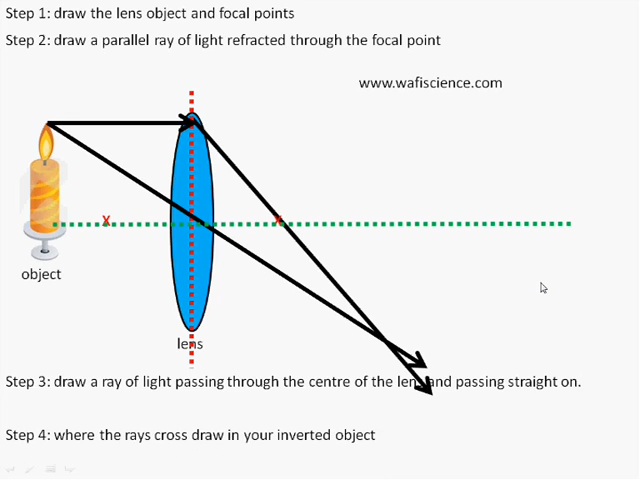 Step 1: draw the lens object and focal points
Step 2: draw a parallel ray of light refracted through the focal point
www.wafiscience.com
x
x
object
lens
Step 3: draw a ray of light passing through the centre of the lens and passing straight on.
Step 4: where the rays cross draw in your inverted object